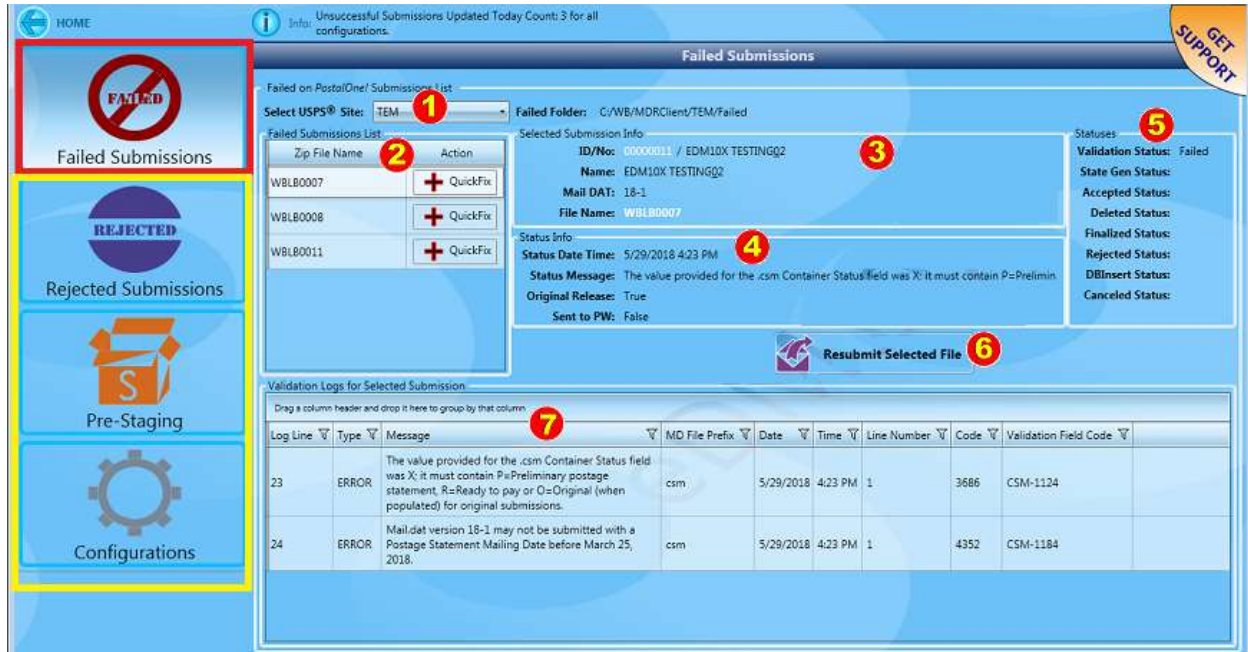 HOME
Info: Unsuccessful Submissions Updated Today Count: 3 for all
configurations.
GET
SUPPORT
Failed Submissions
FAILED
Failed Submissions
REJECTED
Rejected Submissions
S
Pre-Staging
Configurations
Failed on PostalOne! Submissions List
Select USPS® Site: TEM 1
Failed Folder: C:/WB/MDRClient/TEM/Failed
Failed Submissions List
Zip File Name 2 Action
WBLB0007 QuickFix
WBLB0008 QuickFix
WBLB0011 QuickFix
Selected Submission Info
3
ID/No: 00000011 / EDM10X TESTING02
Name: EDM10X TESTING02
Mail DAT: 18-1
File Name: WBLB0007
Status Info
4
Status Date Time: 5/29/2018 4:23 PM
Status Message: The value provided for the .csm Container Status field was X; it must contain P=Prelimin
Original Release: True
Sent to PW: False
Statuses 5
Validation Status: Failed
State Gen Status:
Accepted Status:
Deleted Status:
Finalized Status:
Rejected Status:
DBInsert Status:
Canceled Status:
Resubmit Selected File 6
Validation Logs for Selected Submission
Drag a column header and drop it here to group by that column
7
Log Line Type Message MD File Prefix Date Time Line Number Code Validation Field Code
23 ERROR The value provided for the .csm Container Status field
was X; it must contain P=Preliminary postage
statement, R=Ready to pay or O=Original (when
populated) for original submissions.
csm 5/29/2018 4:23 PM 1 3686 CSM-1124
24 ERROR Mail.dat version 18-1 may not be submitted with a
Postage Statement Mailing Date before March 25,
2018.
csm 5/29/2018 4:23 PM 1 4352 CSM-1184